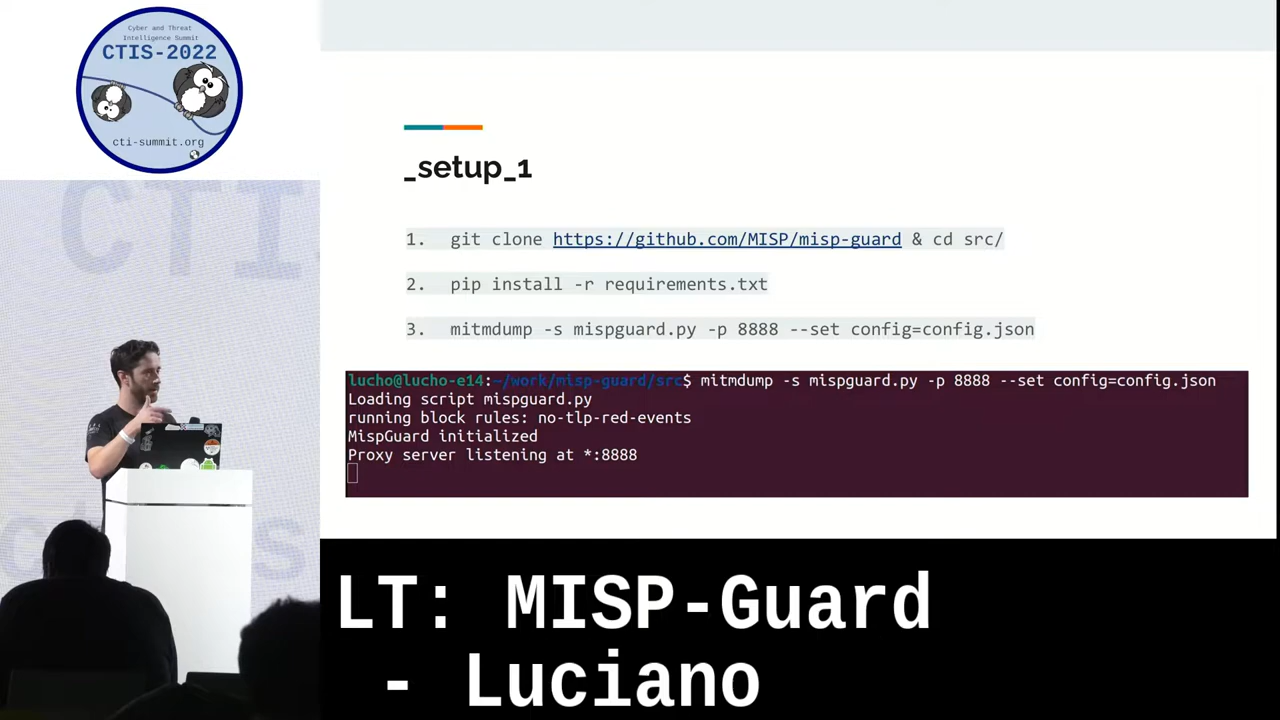 Cyber and Threat
Intelligence Summit
CTIS-2022
cti-summit.org
_setup_1
1. git clone https://github.com/MISP/misp-guard & cd src/
2. pip install -r requirements.txt
3. mitmdump -s mispguard.py -p 8888 --set config=config.json
lucho@lucho-e14:~/work/misp-guard/src$ mitmdump -s mispguard.py -p 8888 --set config=config.json
Loading script mispguard.py
running block rules: no-tlp-red-events
MispGuard initialized
Proxy server listening at *:8888
LT: MISP-Guard
- Luciano
CTI